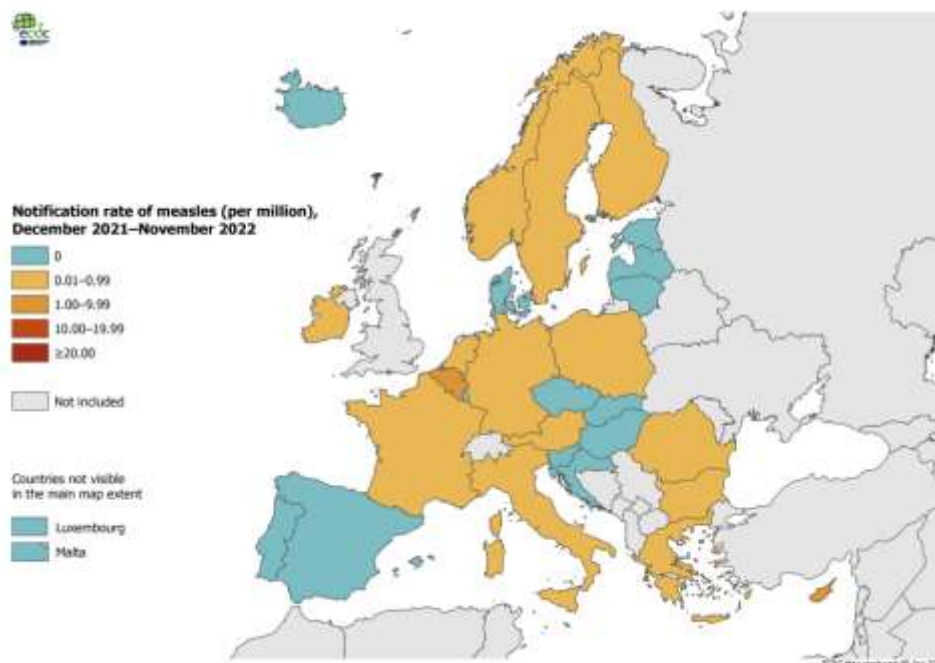 ecdc
Notification rate of measles (per million),
December 2021–November 2022
0
0.01–0.99
1.00–9.99
10.00–19.99
≥20.00
Not included
Countries not visible
in the main map extent
Luxembourg
Malta